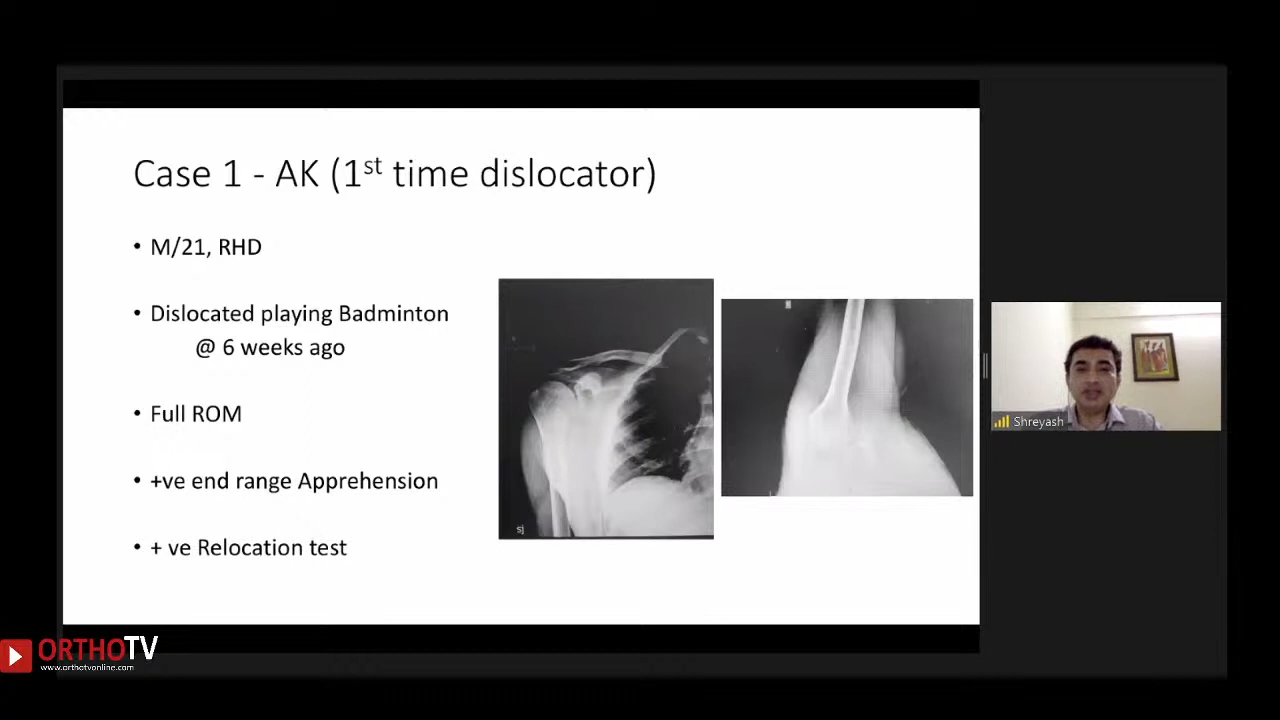 Case 1 - AK (1st time dislocator)
• M/21, RHD
• Dislocated playing Badminton
@ 6 weeks ago
• Full ROM
• +ve end range Apprehension
• + ve Relocation test
sj
Shreyash
ORTHOTV
www.orthotvonline.com